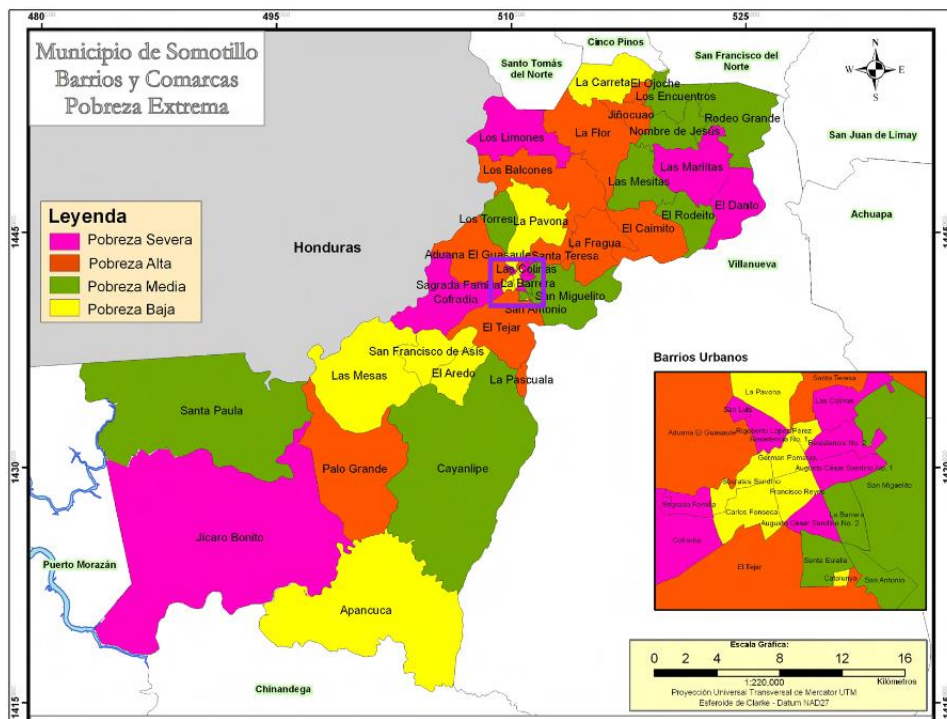 480
495
510
525
Municipio de Somotillo
Barrios y Comarcas
Pobreza Extrema
Cinco Pinos
Santo Tomás
del Norte
San Francisco del
Norte
San Juan de Limay
Achuapa
Villanueva
Honduras
Puerto Morazán
Chinandega
N
W
E
S
1445
1445
1430
1430
1415
1415
Leyenda
Pobreza Severa
Pobreza Alta
Pobreza Media
Pobreza Baja
La Carreta
El Ojoche
Los Encuentros
Jiñocuao
Rodeo Grande
La Flor
Nombre de Jesús
Los Limones
Las Mariitas
Los Balcones
Las Mesitas
El Danto
El Rodeito
Los Torres
La Pavona
El Caimito
La Fragua
Aduana El Guasaule
Santa Teresa
Las Colinas
Sagrada Familia
La Barrera
Cofradía
San Miguelito
San Antonio
El Tejar
San Francisco de Asís
Las Mesas
El Aredo
La Pascuala
Santa Paula
Palo Grande
Cayanlipe
Jícaro Bonito
Apancuca
Barrios Urbanos
Santa Teresa
La Pavona
Las Colinas
San Luis
Aduana El Guasaule
Rigoberto López Pérez
Resistencia No. 1
Resistencia No. 2
German Pomares
Augusto César Sandino No. 1
Sócrates Sandino
San Miguelito
Francisco Reyes
Sagrada Familia
Carlos Fonseca
La Barrera
Augusto César Sandino No. 2
Cofradía
El Tejar
Santa Eulalia
Catalunya
San Antonio
Escala Gráfica:
0 2 4 8 12 16
Kilómetros
1:220,000
Proyección Universal Transversal de Mercator UTM
Esferoide de Clarke - Datum NAD27